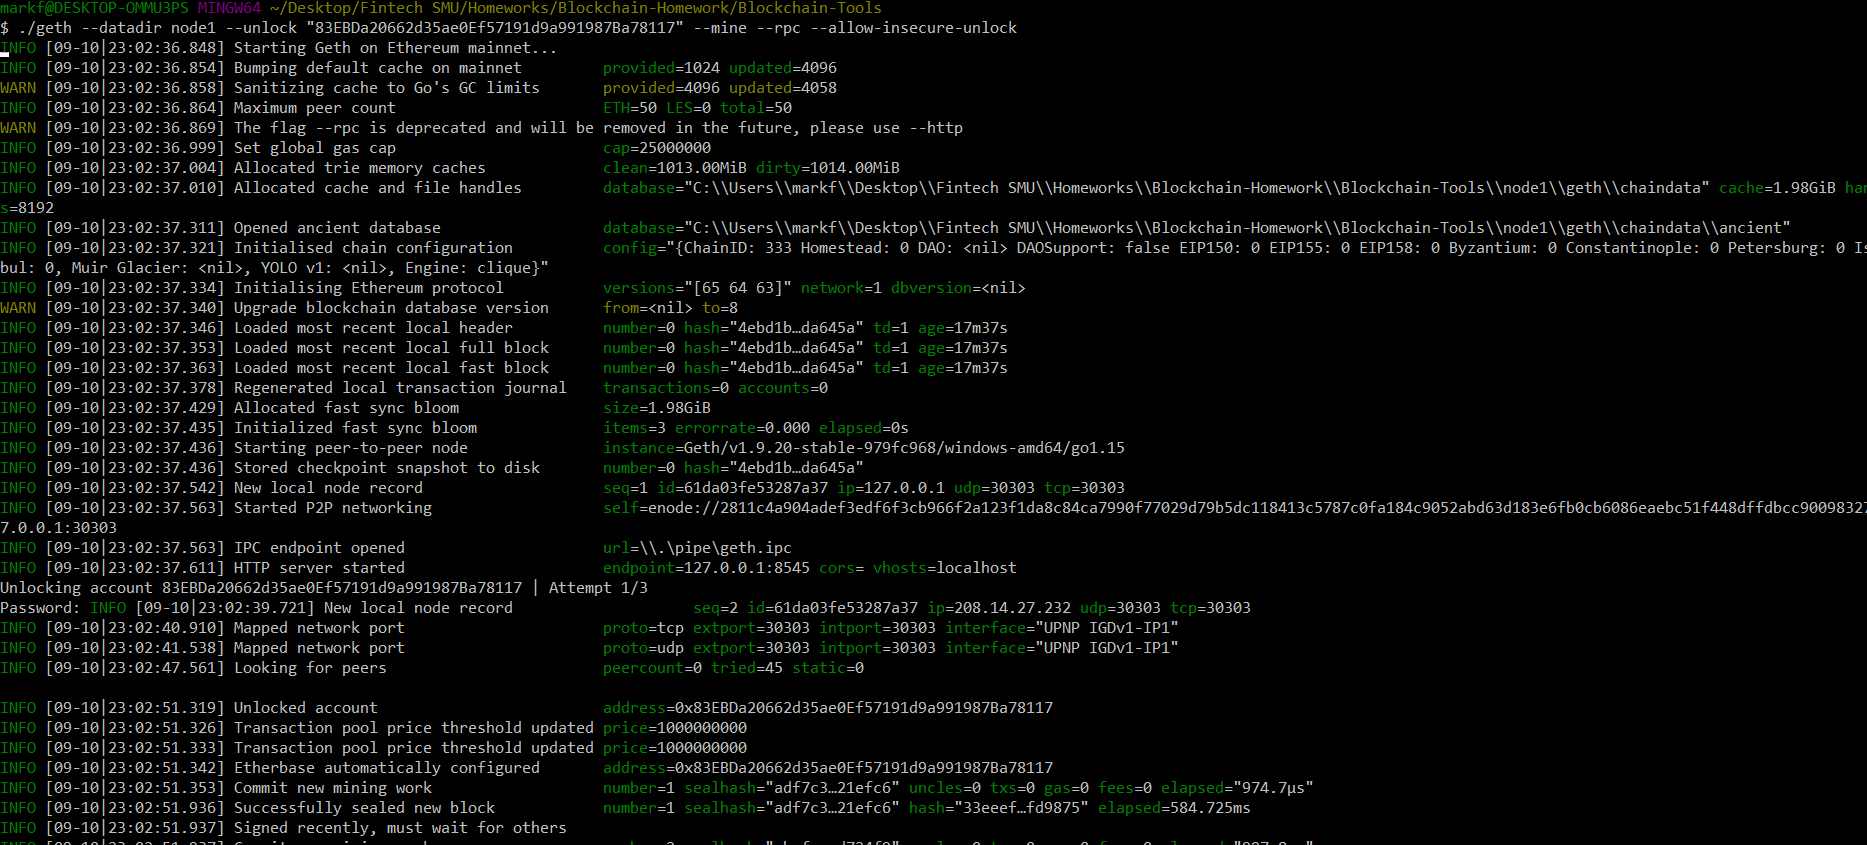 markf@DESKTOP-OMMU3PS MINGW64 ~/Desktop/Fintech SMU/Homeworks/Blockchain-Homework/Blockchain-Tools
$ ./geth --datadir node1 --unlock "83EBDa20662d35ae0Ef57191d9a991987Ba78117" --mine --rpc --allow-insecure-unlock
INFO [09-10|23:02:36.848] Starting Geth on Ethereum mainnet...
INFO [09-10|23:02:36.854] Bumping default cache on mainnet provided=1024 updated=4096
WARN [09-10|23:02:36.858] Sanitizing cache to Go's GC limits provided=4096 updated=4058
INFO [09-10|23:02:36.864] Maximum peer count ETH=50 LES=0 total=50
WARN [09-10|23:02:36.869] The flag --rpc is deprecated and will be removed in the future, please use --http
INFO [09-10|23:02:36.999] Set global gas cap cap=25000000
INFO [09-10|23:02:37.004] Allocated trie memory caches clean=1013.00MiB dirty=1014.00MiB
INFO [09-10|23:02:37.010] Allocated cache and file handles database="C:\\Users\\markf\\Desktop\\Fintech SMU\\Homeworks\\Blockchain-Homework\\Blockchain-Tools\\node1\\geth\\chaindata" cache=1.98GiB han
s=8192
INFO [09-10|23:02:37.311] Opened ancient database database="C:\\Users\\markf\\Desktop\\Fintech SMU\\Homeworks\\Blockchain-Homework\\Blockchain-Tools\\node1\\geth\\chaindata\\ancient"
INFO [09-10|23:02:37.321] Initialised chain configuration config="{ChainID: 333 Homestead: 0 DAO: <nil> DAOSupport: false EIP150: 0 EIP155: 0 EIP158: 0 Byzantium: 0 Constantinople: 0 Petersburg: 0 Is
bul: 0, Muir Glacier: <nil>, YOLO v1: <nil>, Engine: clique}"
INFO [09-10|23:02:37.334] Initialising Ethereum protocol versions="[65 64 63]" network=1 dbversion=<nil>
WARN [09-10|23:02:37.340] Upgrade blockchain database version from=<nil> to=8
INFO [09-10|23:02:37.346] Loaded most recent local header number=0 hash="4ebd1b…da645a" td=1 age=17m37s
INFO [09-10|23:02:37.353] Loaded most recent local full block number=0 hash="4ebd1b…da645a" td=1 age=17m37s
INFO [09-10|23:02:37.363] Loaded most recent local fast block number=0 hash="4ebd1b…da645a" td=1 age=17m37s
INFO [09-10|23:02:37.378] Regenerated local transaction journal transactions=0 accounts=0
INFO [09-10|23:02:37.429] Allocated fast sync bloom size=1.98GiB
INFO [09-10|23:02:37.435] Initialized fast sync bloom items=3 errorrate=0.000 elapsed=0s
INFO [09-10|23:02:37.436] Starting peer-to-peer node instance=Geth/v1.9.20-stable-979fc968/windows-amd64/go1.15
INFO [09-10|23:02:37.436] Stored checkpoint snapshot to disk number=0 hash="4ebd1b…da645a"
INFO [09-10|23:02:37.542] New local node record seq=1 id=61da03fe53287a37 ip=127.0.0.1 udp=30303 tcp=30303
INFO [09-10|23:02:37.563] Started P2P networking self=enode://2811c4a904adef3edf6f3cb966f2a123f1da8c84ca7990f77029d79b5dc118413c5787c0fa184c9052abd63d183e6fb0cb6086eaebc51f448dffdbcc90098327
7.0.0.1:30303
INFO [09-10|23:02:37.563] IPC endpoint opened url=\\.\pipe\geth.ipc
INFO [09-10|23:02:37.611] HTTP server started endpoint=127.0.0.1:8545 cors= vhosts=localhost
Unlocking account 83EBDa20662d35ae0Ef57191d9a991987Ba78117 | Attempt 1/3
Password: INFO [09-10|23:02:39.721] New local node record seq=2 id=61da03fe53287a37 ip=208.14.27.232 udp=30303 tcp=30303
INFO [09-10|23:02:40.910] Mapped network port proto=tcp extport=30303 intport=30303 interface="UPNP IGDv1-IP1"
INFO [09-10|23:02:41.538] Mapped network port proto=udp extport=30303 intport=30303 interface="UPNP IGDv1-IP1"
INFO [09-10|23:02:47.561] Looking for peers peercount=0 tried=45 static=0
INFO [09-10|23:02:51.319] Unlocked account address=0x83EBDa20662d35ae0Ef57191d9a991987Ba78117
INFO [09-10|23:02:51.326] Transaction pool price threshold updated price=1000000000
INFO [09-10|23:02:51.333] Transaction pool price threshold updated price=1000000000
INFO [09-10|23:02:51.342] Etherbase automatically configured address=0x83EBDa20662d35ae0Ef57191d9a991987Ba78117
INFO [09-10|23:02:51.353] Commit new mining work number=1 sealhash="adf7c3…21efc6" uncles=0 txs=0 gas=0 fees=0 elapsed="974.7µs"
INFO [09-10|23:02:51.936] Successfully sealed new block number=1 sealhash="adf7c3…21efc6" hash="33eeef…fd9875" elapsed=584.725ms
INFO [09-10|23:02:51.937] Signed recently, must wait for others